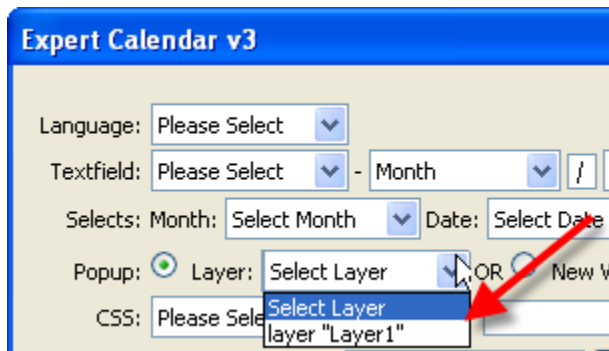 Expert Calendar v3
Language: Please Select
Textfield: Please Select - Month /
Selects: Month: Select Month Date: Select Date
Popup: Layer: Select Layer OR New
CSS: Please Sele
Select Layer
layer "Layer1"